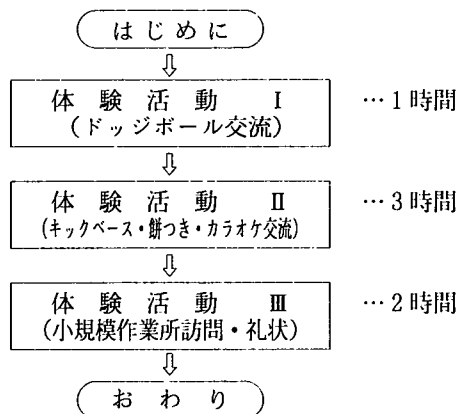 はじめに
体験活動 Ⅰ …1時間
(ドッジボール交流)
体験活動 Ⅱ …3時間
(キックベース・餅つき・カラオケ交流)
体験活動 Ⅲ …2時間
(小規模作業所訪問・礼状)
おわり